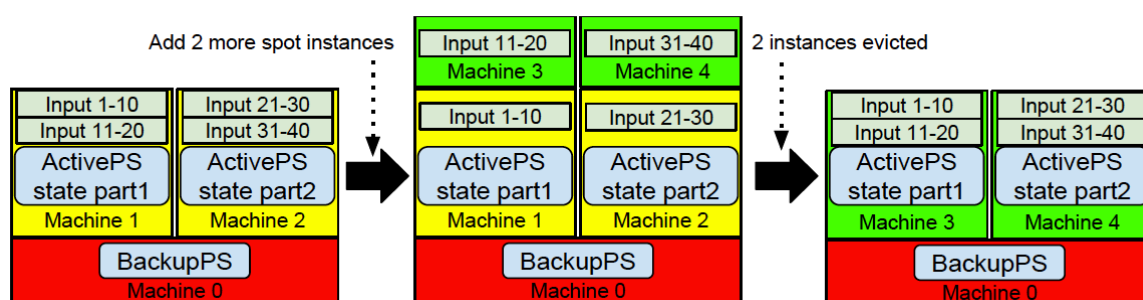 Add 2 more spot instances
Input 1-10
Input 11-20
ActivePS
state part1
Machine 1
Input 21-30
Input 31-40
ActivePS
state part2
Machine 2
BackupPS
Machine 0
Input 11-20
Machine 3
Input 31-40
Machine 4
Input 1-10
ActivePS
state part1
Machine 1
Input 21-30
ActivePS
state part2
Machine 2
BackupPS
Machine 0
2 instances evicted
Input 1-10
Input 11-20
ActivePS
state part1
Machine 3
Input 21-30
Input 31-40
ActivePS
state part2
Machine 4
BackupPS
Machine 0